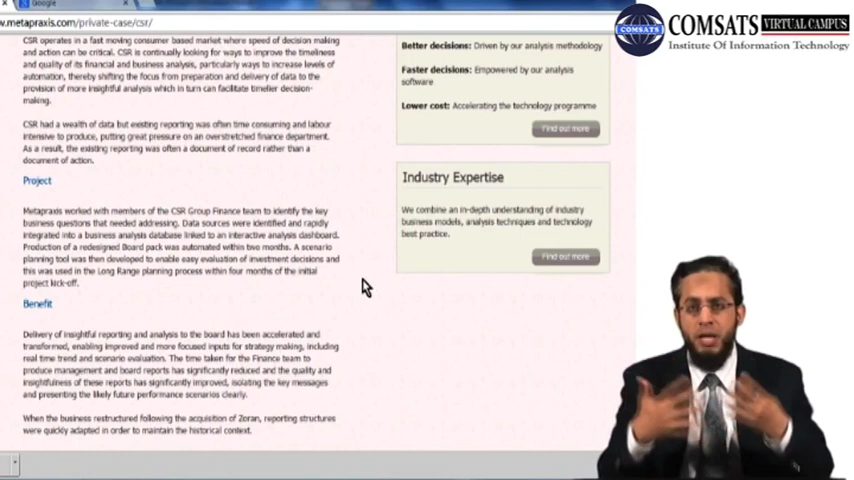 Google
w.metapraxis.com/private-case/csr/
COMSATS VIRTUAL CAMPUS
Institute Of Information Technology
CSR operates in a fast moving consumer based market where speed of decision making
and action can be critical. CSR is continually looking for ways to improve the timeliness
and quality of its financial and business analysis, particularly ways to increase levels of
automation, thereby shifting the focus from preparation and delivery of data to the
provision of more insightful analysis which in turn can facilitate timelier decision-
making.
CSR had a wealth of data but existing reporting was often time consuming and labour
intensive to produce, putting great pressure on an overstretched finance department.
As a result, the existing reporting was often a document of record rather than a
document of action.
Project
Metapraxis worked with members of the CSR Group Finance team to identify the key
business questions that needed addressing. Data sources were identified and rapidly
integrated into a business analysis database linked to an interactive analysis dashboard.
Production of a redesigned Board pack was automated within two months. A scenario
planning tool was then developed to enable easy evaluation of investment decisions and
this was used in the Long Range planning process within four months of the initial
project kick-off.
Benefit
Delivery of insightful reporting and analysis to the board has been accelerated and
transformed, enabling improved and more focused inputs for strategy making, including
real time trend and scenario evaluation. The time taken for the Finance team to
produce management and board reports has significantly reduced and the quality and
insightfulness of these reports has significantly improved, isolating the key messages
and presenting the likely future performance scenarios clearly.
When the business restructured following the acquisition of Zoran, reporting structures
were quickly adapted in order to maintain the historical context.
Better decisions: Driven by our analysis methodology
Faster decisions: Empowered by our analysis
software
Lower cost: Accelerating the technology programme
Find out more
Industry Expertise
We combine an in-depth understanding of industry
business models, analysis techniques and technology
best practice.
Find out more